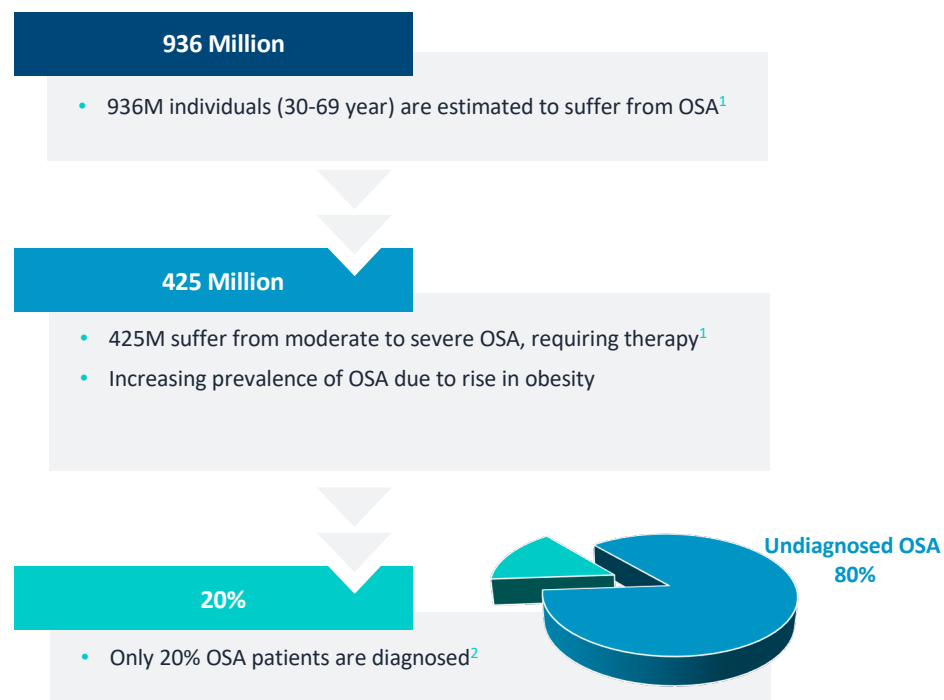 936 Million
• 936M individuals (30-69 year) are estimated to suffer from OSA¹
425 Million
• 425M suffer from moderate to severe OSA, requiring therapy¹
• Increasing prevalence of OSA due to rise in obesity
Undiagnosed OSA
80%
20%
• Only 20% OSA patients are diagnosed²